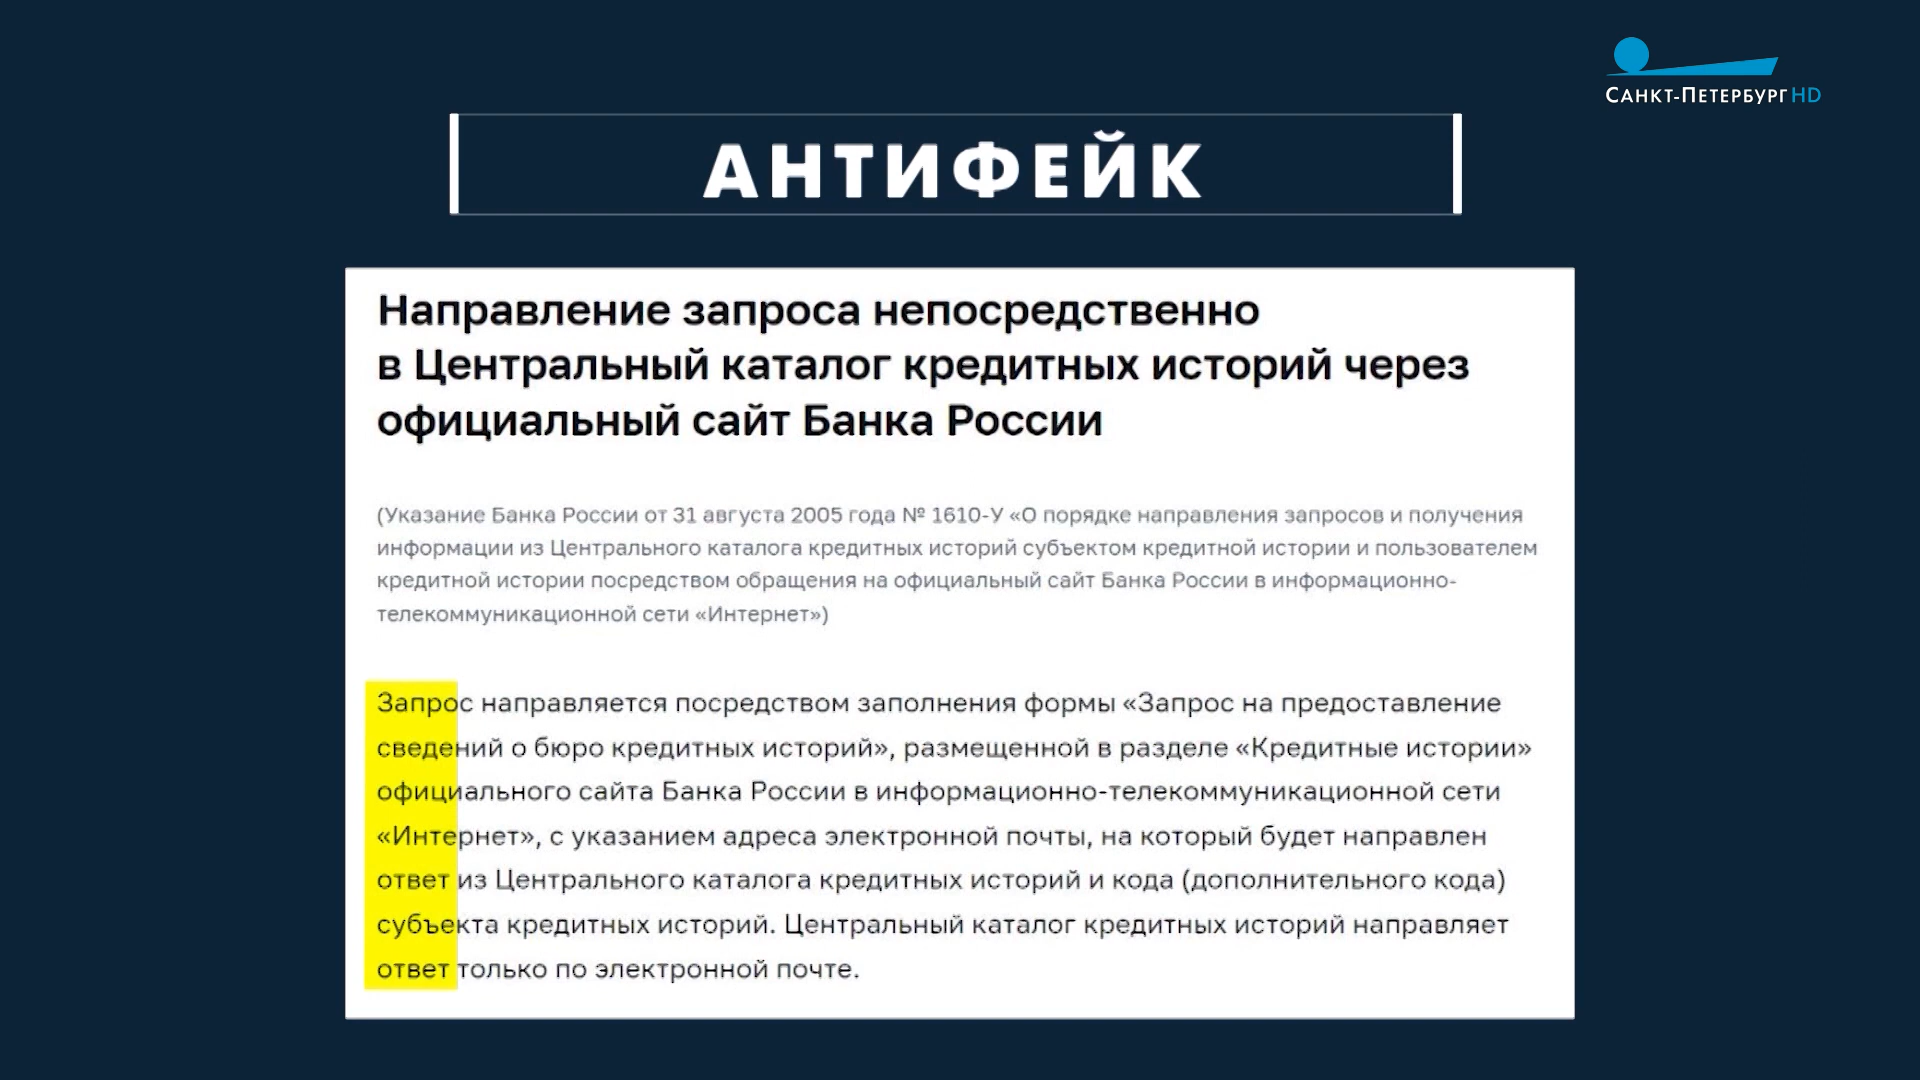 САНКТ-ПЕТЕРБУРГ HD
АНТИФЕЙК
Направление запроса непосредственно
в Центральный каталог кредитных историй через
официальный сайт Банка России
(Указание Банка России от 31 августа 2005 года № 1610-У «О порядке направления запросов и получения
информации из Центрального каталога кредитных историй субъектом кредитной истории и пользователем
кредитной истории посредством обращения на официальный сайт Банка России в информационно-
телекоммуникационной сети «Интернет»)
Запрос направляется посредством заполнения формы «Запрос на предоставление
сведений о бюро кредитных историй», размещенной в разделе «Кредитные истории»
официального сайта Банка России в информационно-телекоммуникационной сети
«Интернет», с указанием адреса электронной почты, на который будет направлен
ответ из Центрального каталога кредитных историй и кода (дополнительного кода)
субъекта кредитных историй. Центральный каталог кредитных историй направляет
ответ только по электронной почте.